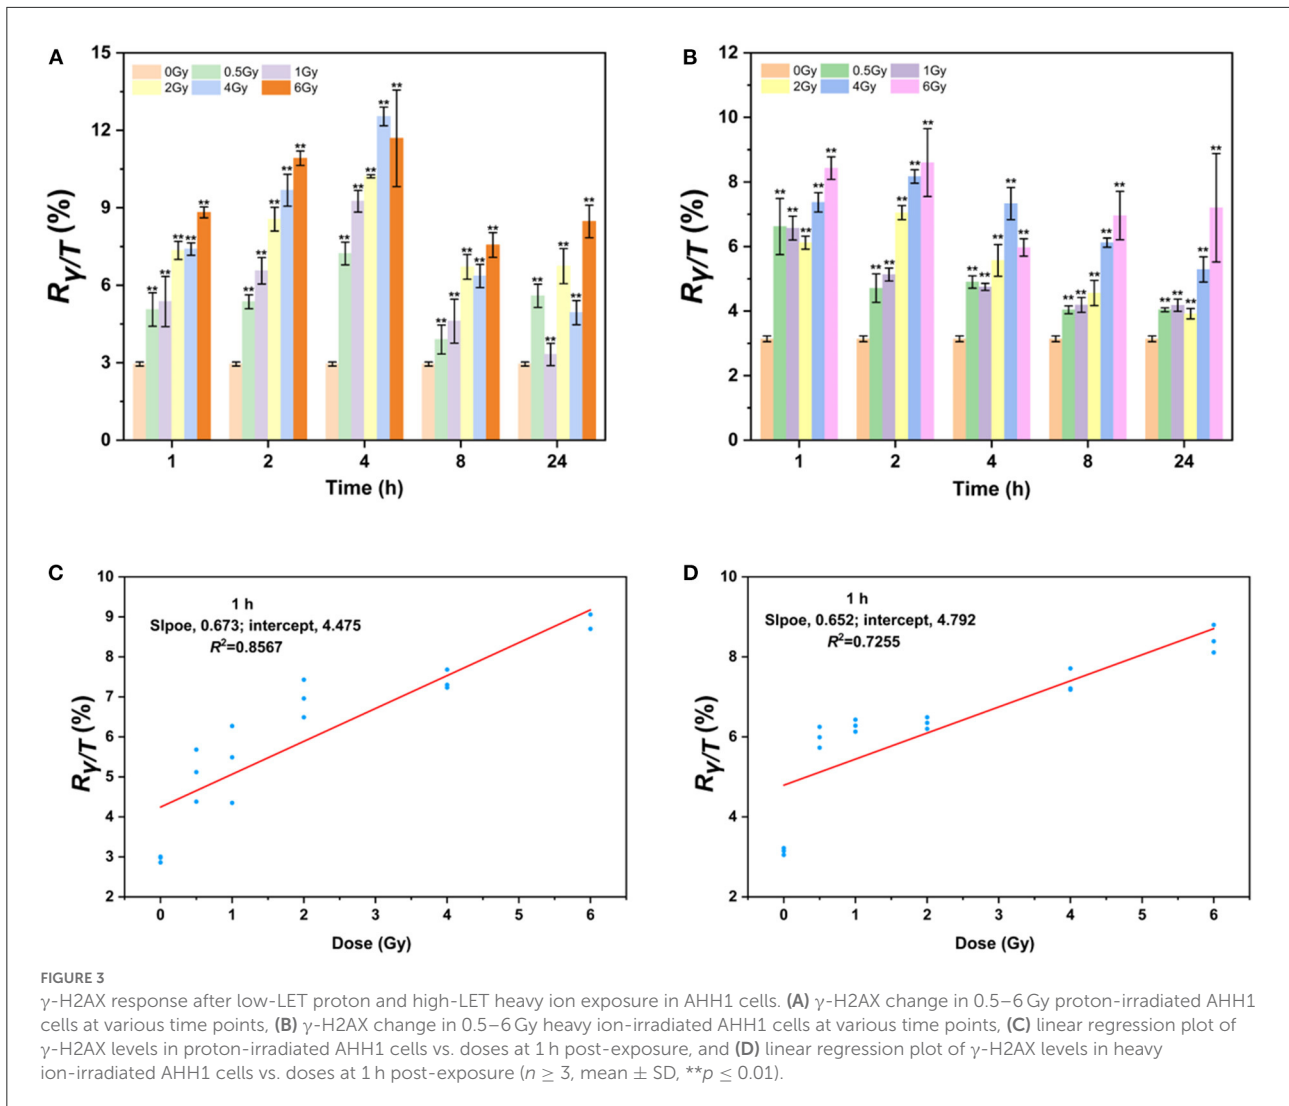 A
15
12
9
6
3
0
Rγ/T (%)
0Gy 0.5Gy 1Gy
2Gy 4Gy 6Gy
** ** ** ** **
** ** ** ** **
** ** ** ** **
** ** ** ** **
** ** ** ** **
1 2 4 8 24
Time (h)
B
12
10
8
6
4
2
0
Rγ/T (%)
0Gy 0.5Gy 1Gy
2Gy 4Gy 6Gy
** ** ** ** **
** ** ** ** **
** ** ** ** **
** ** ** ** **
** ** ** ** **
1 2 4 8 24
Time (h)
C
10
9
8
7
6
5
4
3
2
Rγ/T (%)
1 h
Slpoe, 0.673; intercept, 4.475
R²=0.8567
0 1 2 3 4 5 6
Dose (Gy)
D
10
8
6
4
2
Rγ/T (%)
1 h
Slpoe, 0.652; intercept, 4.792
R²=0.7255
0 1 2 3 4 5 6
Dose (Gy)
FIGURE 3
γ-H2AX response after low-LET proton and high-LET heavy ion exposure in AHH1 cells. (A) γ-H2AX change in 0.5–6 Gy proton-irradiated AHH1
cells at various time points, (B) γ-H2AX change in 0.5–6 Gy heavy ion-irradiated AHH1 cells at various time points, (C) linear regression plot of
γ-H2AX levels in proton-irradiated AHH1 cells vs. doses at 1 h post-exposure, and (D) linear regression plot of γ-H2AX levels in heavy
ion-irradiated AHH1 cells vs. doses at 1 h post-exposure (n ≥ 3, mean ± SD, **p ≤ 0.01).